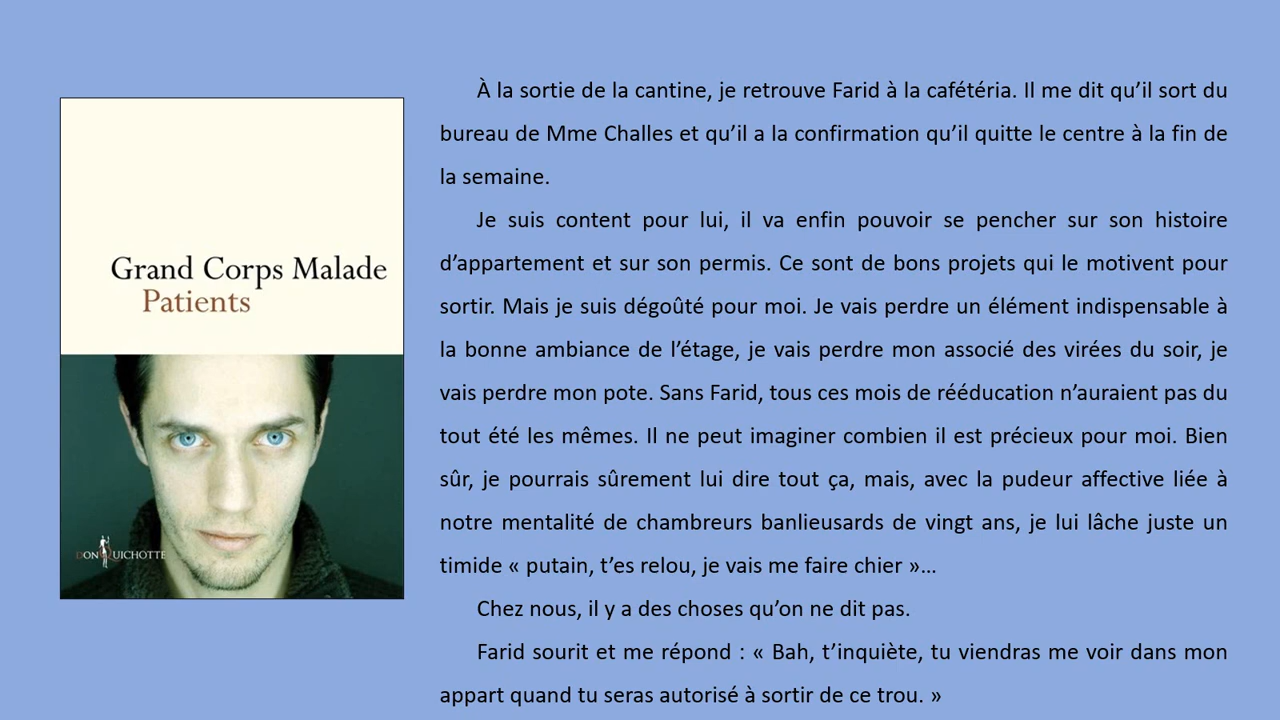 Grand Corps Malade
Patients
DONQUICHOTTE
À la sortie de la cantine, je retrouve Farid à la cafétéria. Il me dit qu’il sort du
bureau de Mme Challes et qu’il a la confirmation qu’il quitte le centre à la fin de
la semaine.
Je suis content pour lui, il va enfin pouvoir se pencher sur son histoire
d’appartement et sur son permis. Ce sont de bons projets qui le motivent pour
sortir. Mais je suis dégoûté pour moi. Je vais perdre un élément indispensable à
la bonne ambiance de l’étage, je vais perdre mon associé des virées du soir, je
vais perdre mon pote. Sans Farid, tous ces mois de rééducation n’auraient pas du
tout été les mêmes. Il ne peut imaginer combien il est précieux pour moi. Bien
sûr, je pourrais sûrement lui dire tout ça, mais, avec la pudeur affective liée à
notre mentalité de chambreurs banlieusards de vingt ans, je lui lâche juste un
timide « putain, t’es relou, je vais me faire chier »...
Chez nous, il y a des choses qu’on ne dit pas.
Farid sourit et me répond : « Bah, t’inquiète, tu viendras me voir dans mon
appart quand tu seras autorisé à sortir de ce trou. »